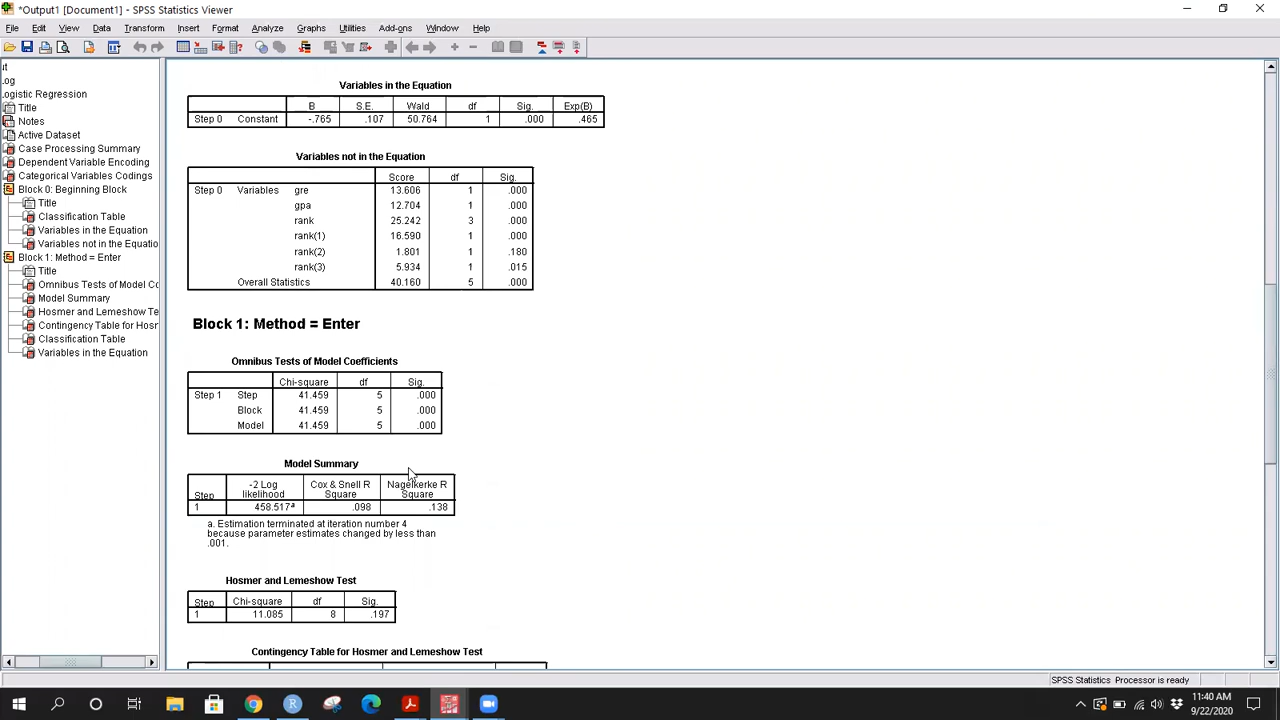 *Output1 [Document1] - SPSS Statistics Viewer
File Edit View Data Transform Insert Format Analyze Graphs Utilities Add-ons Window Help
ut
Log
Logistic Regression
Title
Notes
Active Dataset
Case Processing Summary
Dependent Variable Encoding
Categorical Variables Codings
Block 0: Beginning Block
Title
Classification Table
Variables in the Equation
Variables not in the Equatio
Block 1: Method = Enter
Title
Omnibus Tests of Model Co
Model Summary
Hosmer and Lemeshow Te
Contingency Table for Hosr
Classification Table
Variables in the Equation
Variables in the Equation
B S.E. Wald df Sig. Exp(B)
Step 0 Constant -.765 .107 50.764 1 .000 .465
Variables not in the Equation
Score df Sig.
Step 0 Variables gre 13.606 1 .000
gpa 12.704 1 .000
rank 25.242 3 .000
rank(1) 16.590 1 .000
rank(2) 1.801 1 .180
rank(3) 5.934 1 .015
Overall Statistics 40.160 5 .000
Block 1: Method = Enter
Omnibus Tests of Model Coefficients
Chi-square df Sig.
Step 1 Step 41.459 5 .000
Block 41.459 5 .000
Model 41.459 5 .000
Model Summary
Step -2 Log likelihood Cox & Snell R Square Nagelkerke R Square
1 458.517a .098 .138
a. Estimation terminated at iteration number 4
because parameter estimates changed by less than
.001.
Hosmer and Lemeshow Test
Step Chi-square df Sig.
1 11.085 8 .197
Contingency Table for Hosmer and Lemeshow Test
SPSS Statistics Processor is ready
11:40 AM
9/22/2020